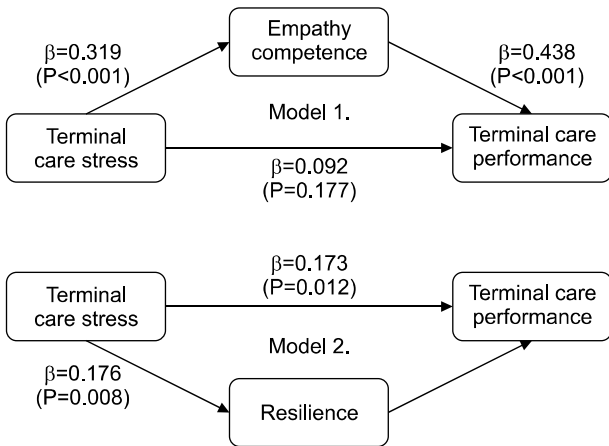 Empathy
competence
β=0.319
(P<0.001)
β=0.438
(P<0.001)
Model 1.
Terminal
care stress
Terminal care
performance
β=0.092
(P=0.177)
β=0.173
(P=0.012)
Terminal
care stress
Terminal care
performance
Model 2.
β=0.176
(P=0.008)
Resilience